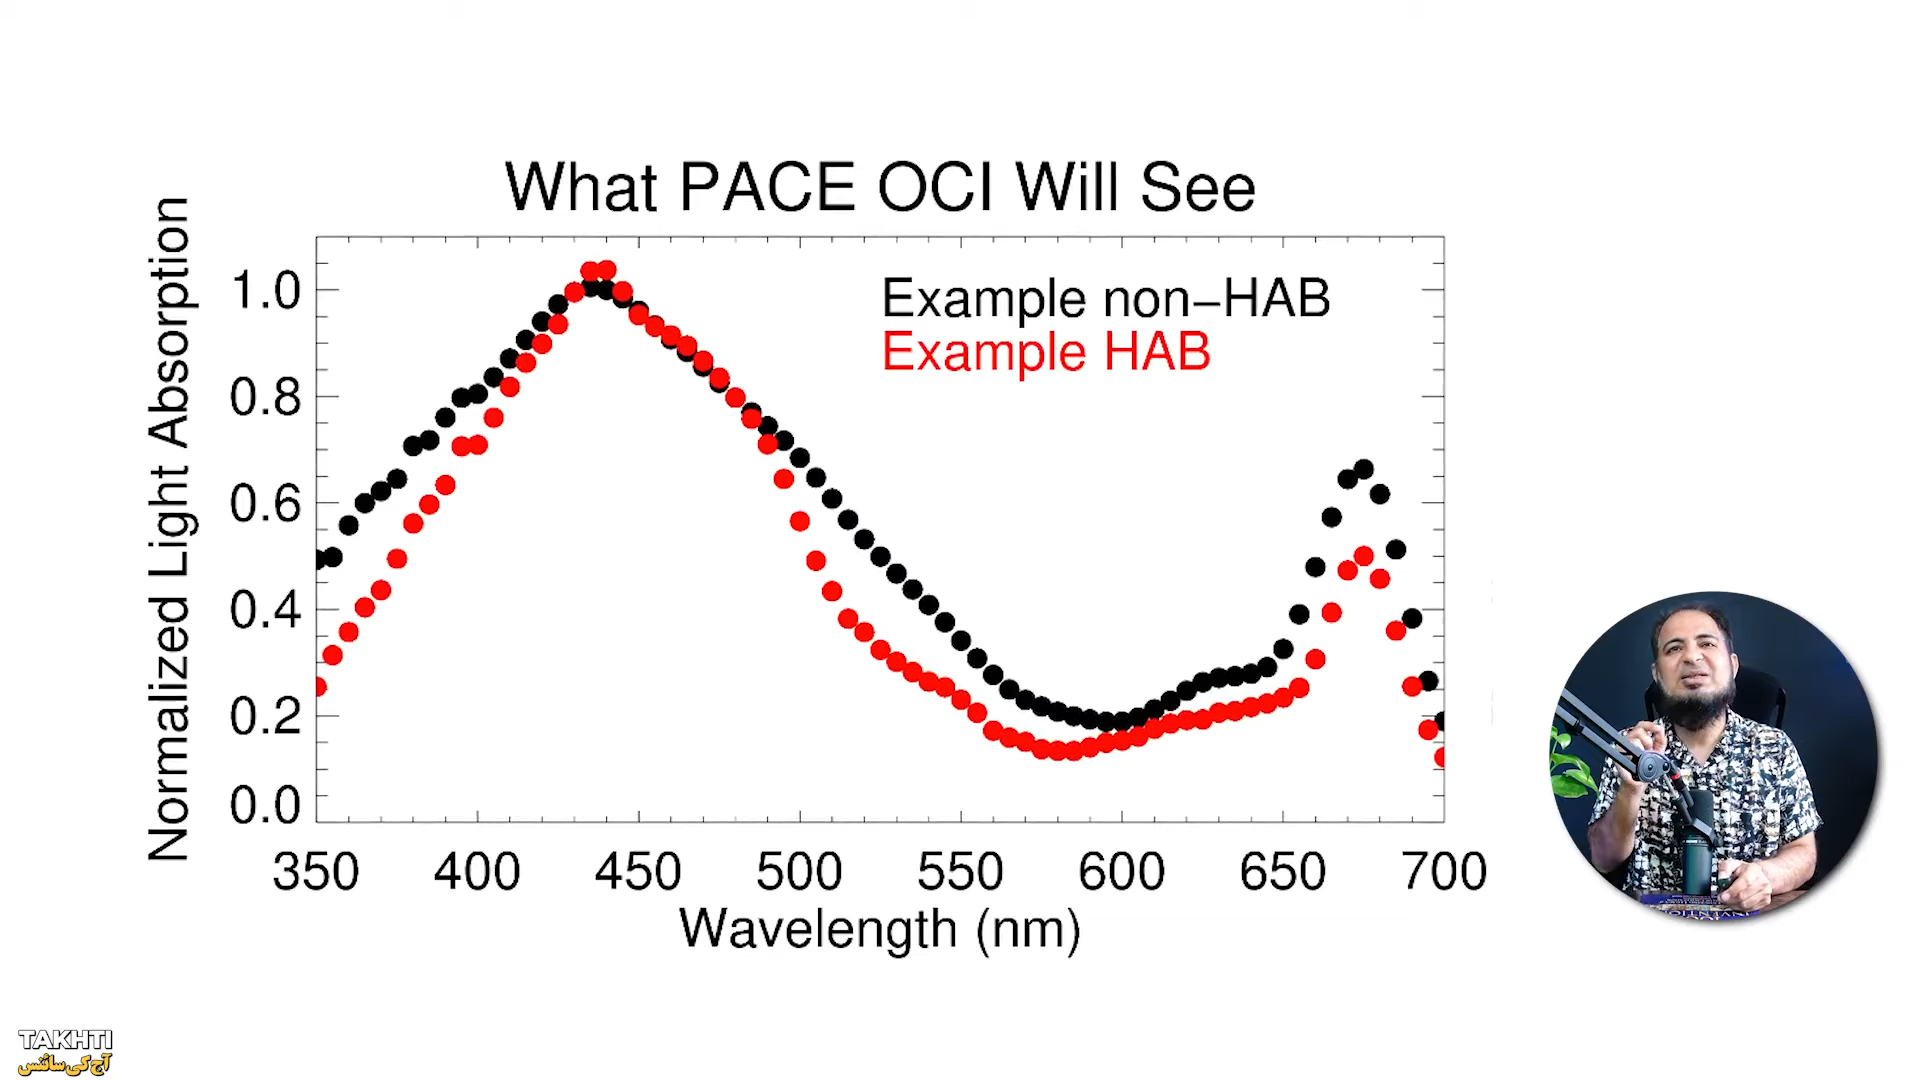 What PACE OCI Will See
Normalized Light Absorption
1.0
0.8
0.6
0.4
0.2
0.0
Example non-HAB
Example HAB
350 400 450 500 550 600 650 700
Wavelength (nm)
TAKHTI
آج کی سائنس